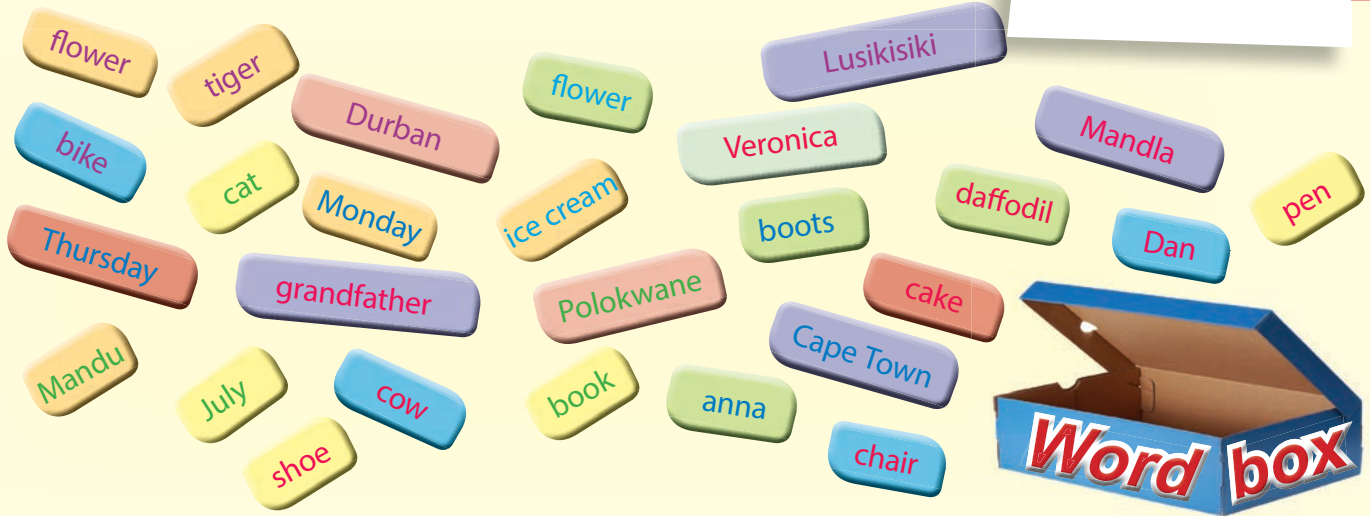 flower
tiger
Durban
flower
Lusikisiki
bike
cat
Monday
ice cream
Veronica
boots
daffodil
Mandla
Dan
pen
Thursday
grandfather
Polokwane
cake
Cape Town
Mandu
July
cow
shoe
book
anna
chair
Word box